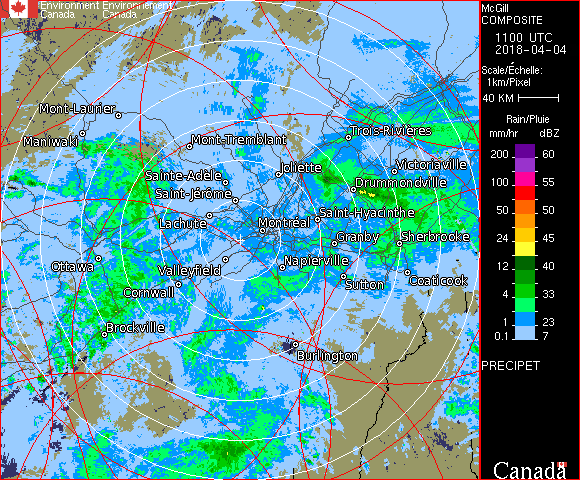 Environment Environnement
Canada Canada
McGill
COMPOSITE
1100 UTC
2018-04-04
Scale/Échelle:
1km/Pixel
40 KM
Rain/Pluie
mm/hr dBZ
200 60
100 55
50 50
24 45
12 40
4 33
1 23
0.1 7
PRECIPET
Canada
Mont-Laurier
Maniwaki
Mont-Tremblant
Trois-Rivières
Joliette
Victoriaville
Sainte-Adèle
Drummondville
Saint-Jérôme
Lachute
Saint-Hyacinthe
Montréal
Granby
Sherbrooke
Ottawa
Valleyfield
Napierville
Sutton
Coaticook
Cornwall
Brockville
Burlington